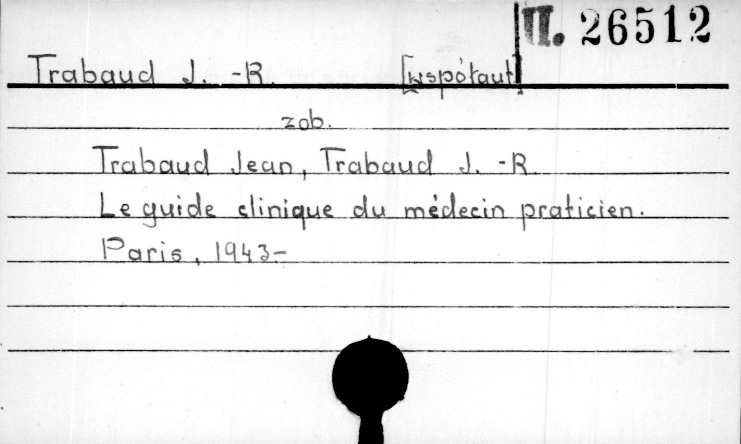 II. 26512
Trabaud J. -R. [współaut]
zob.
Trabaud Jean, Trabaud J. -R
Le guide clinique du médecin praticien.
Paris, 1943-